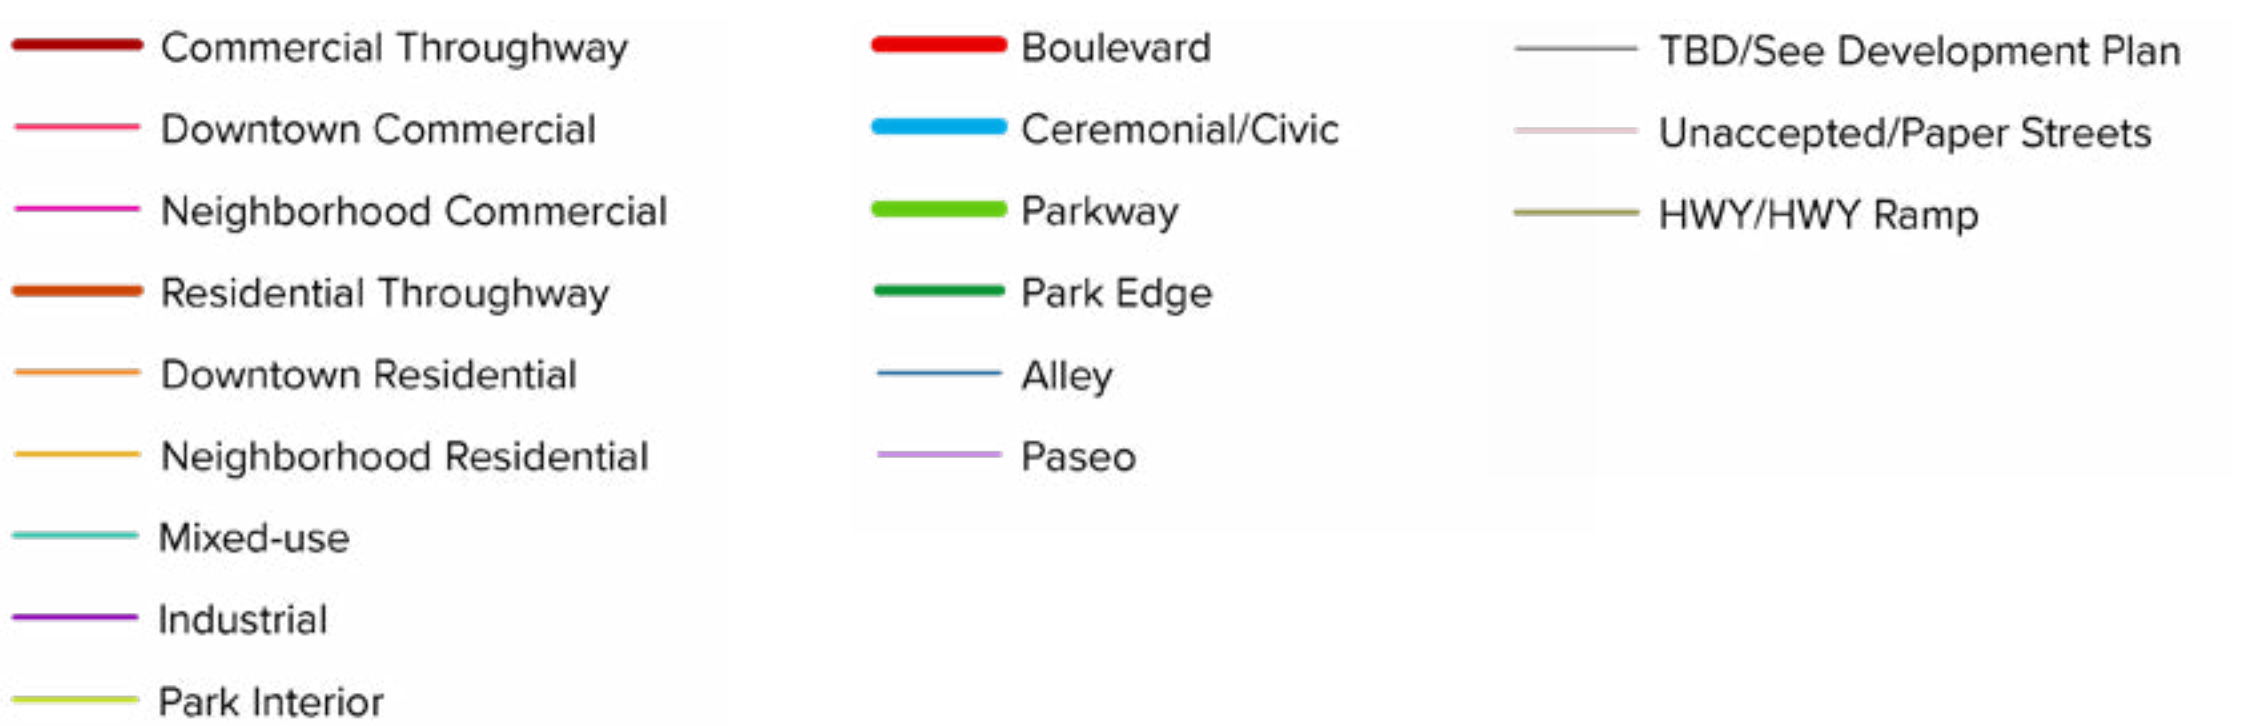 Commercial Throughway
Downtown Commercial
Neighborhood Commercial
Residential Throughway
Downtown Residential
Neighborhood Residential
Mixed-use
Industrial
Park Interior
Boulevard
Ceremonial/Civic
Parkway
Park Edge
Alley
Paseo
TBD/See Development Plan
Unaccepted/Paper Streets
HWY/HWY Ramp